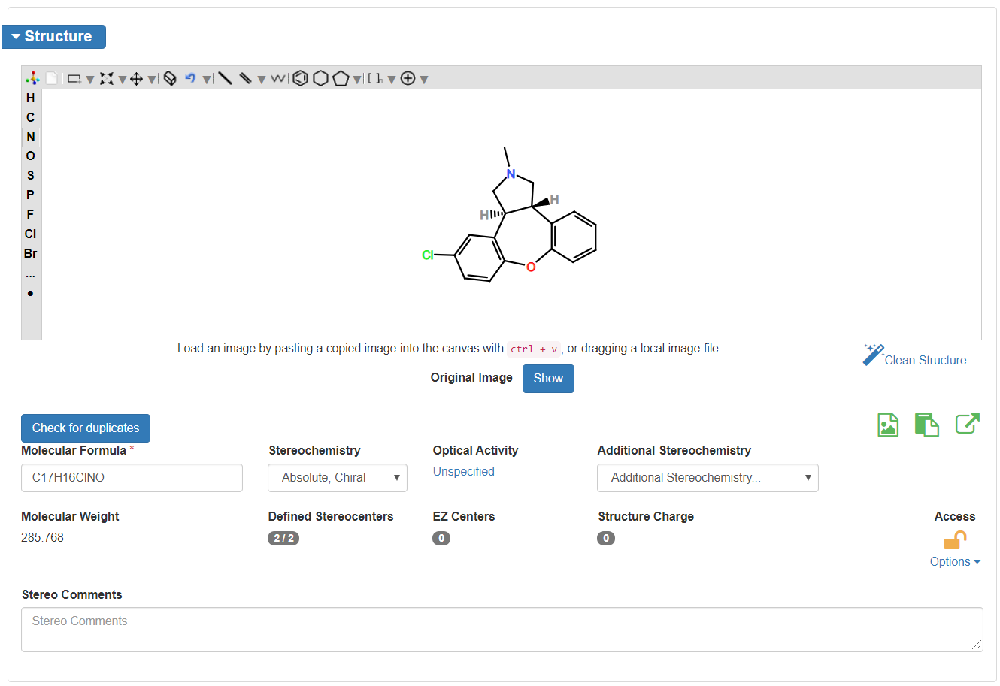 Structure
H
C
N
O
S
P
F
Cl
Br
...
N
H
H
Cl
O
Load an image by pasting a copied image into the canvas with ctrl + v, or dragging a local image file
Clean Structure
Original Image Show
Check for duplicates
Molecular Formula * Stereochemistry Optical Activity Additional Stereochemistry
C17H16ClNO Absolute, Chiral Unspecified Additional Stereochemistry...
Molecular Weight Defined Stereocenters EZ Centers Structure Charge Access
285.768 2 / 2 0 0
Options
Stereo Comments
Stereo Comments